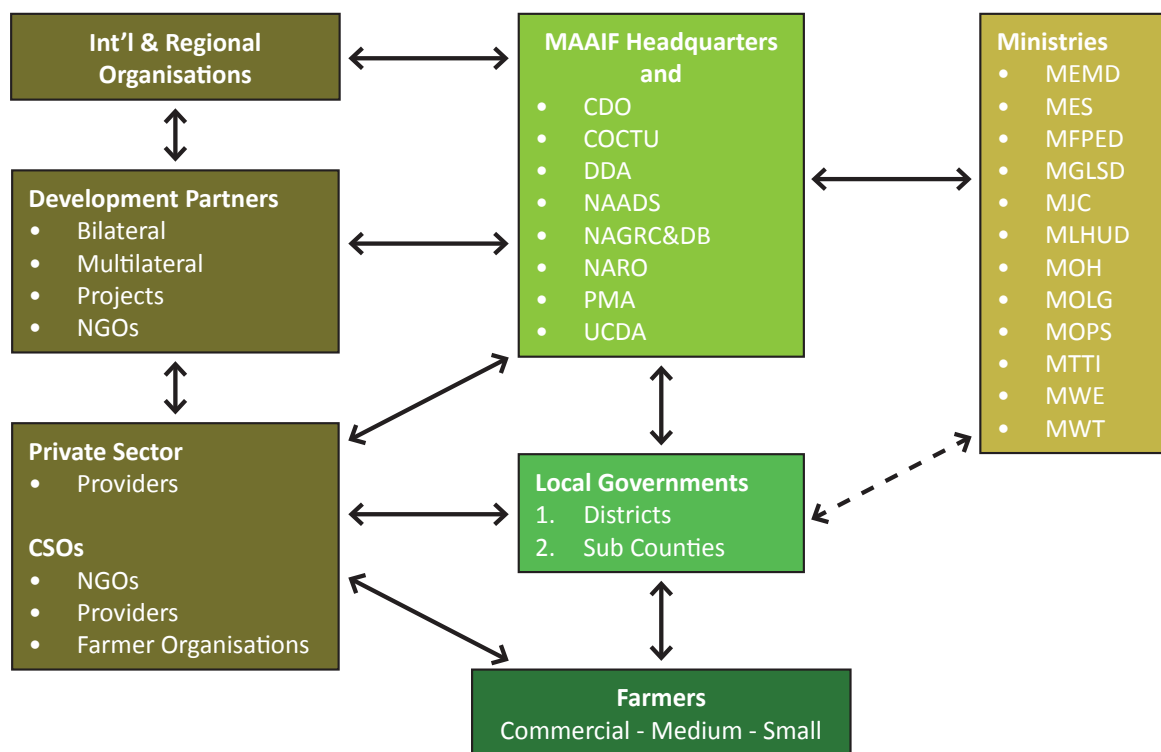 Int'l & Regional
Organisations
Development Partners
• Bilateral
• Multilateral
• Projects
• NGOs
Private Sector
• Providers
CSOs
• NGOs
• Providers
• Farmer Organisations
MAAIF Headquarters
and
• CDO
• COCTU
• DDA
• NAADS
• NAGRC&DB
• NARO
• PMA
• UCDA
Local Governments
1. Districts
2. Sub Counties
Farmers
Commercial - Medium - Small
Ministries
• MEMD
• MES
• MFPED
• MGLSD
• MJC
• MLHUD
• MOH
• MOLG
• MOPS
• MTTI
• MWE
• MWT